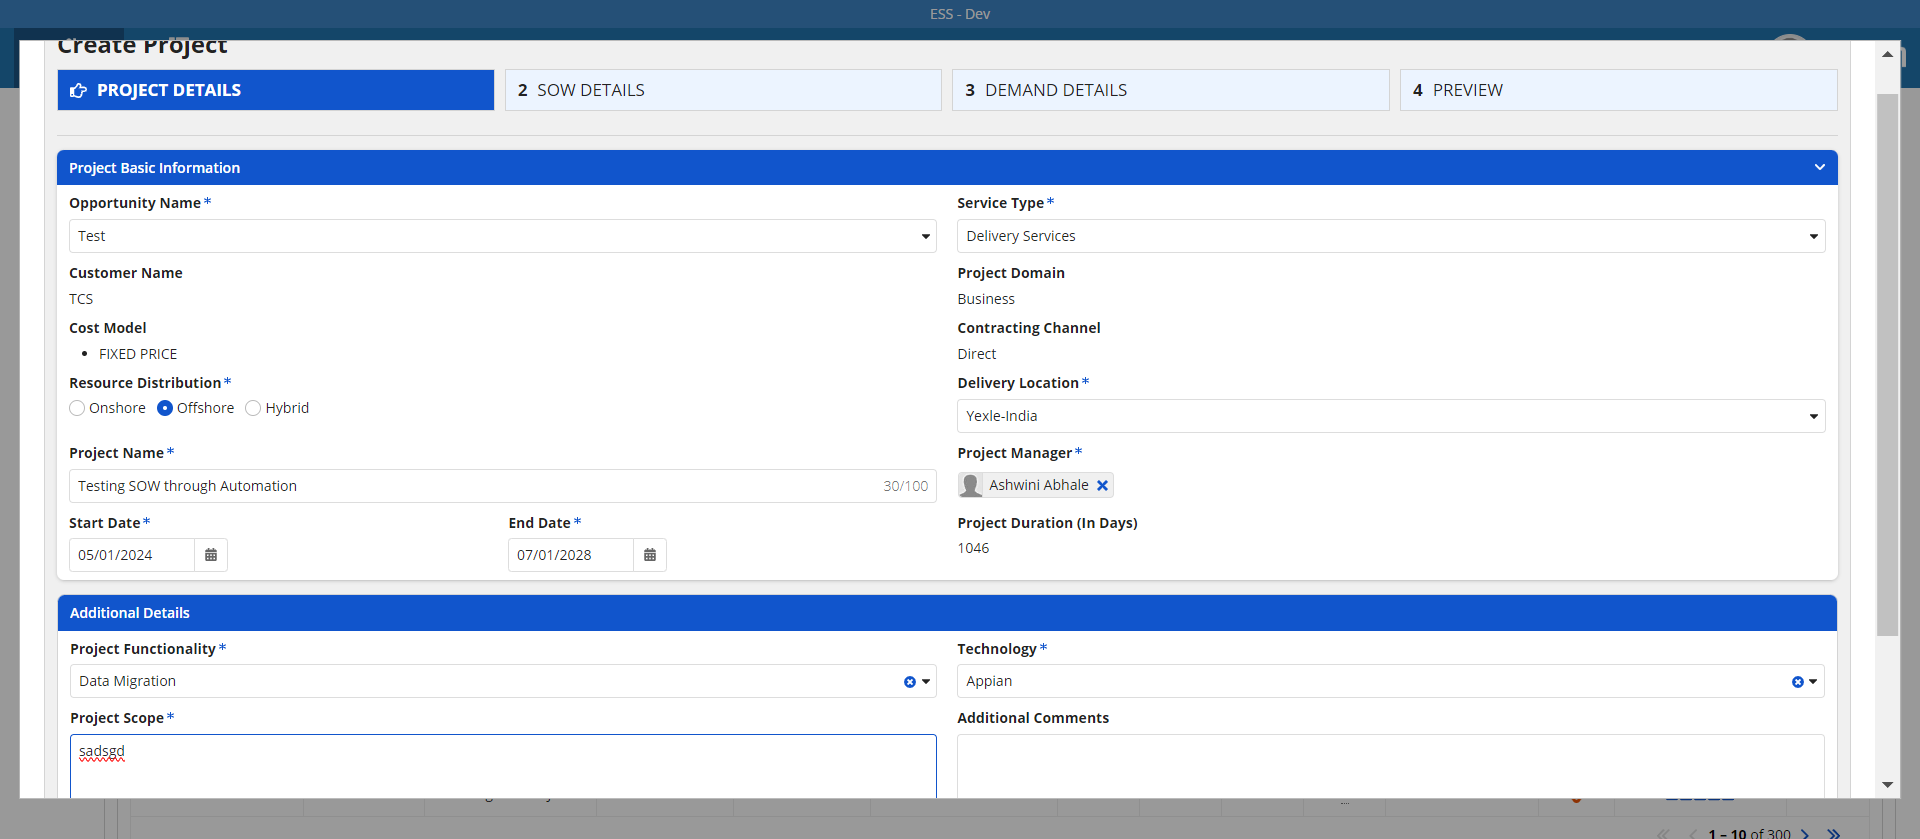 ESS - Dev
Create Project
PROJECT DETAILS
2 SOW DETAILS
3 DEMAND DETAILS
4 PREVIEW
Project Basic Information
Opportunity Name *
Service Type *
Test
Delivery Services
Customer Name
Project Domain
TCS
Business
Cost Model
Contracting Channel
• FIXED PRICE
Direct
Resource Distribution *
Delivery Location *
Onshore Offshore Hybrid
Yexle-India
Project Name *
Project Manager *
Testing SOW through Automation 30/100
Ashwini Abhale
Start Date *
End Date *
Project Duration (In Days)
05/01/2024
07/01/2028
1046
Additional Details
Project Functionality *
Technology *
Data Migration
Appian
Project Scope *
Additional Comments
sadsgd
1 – 10 of 300